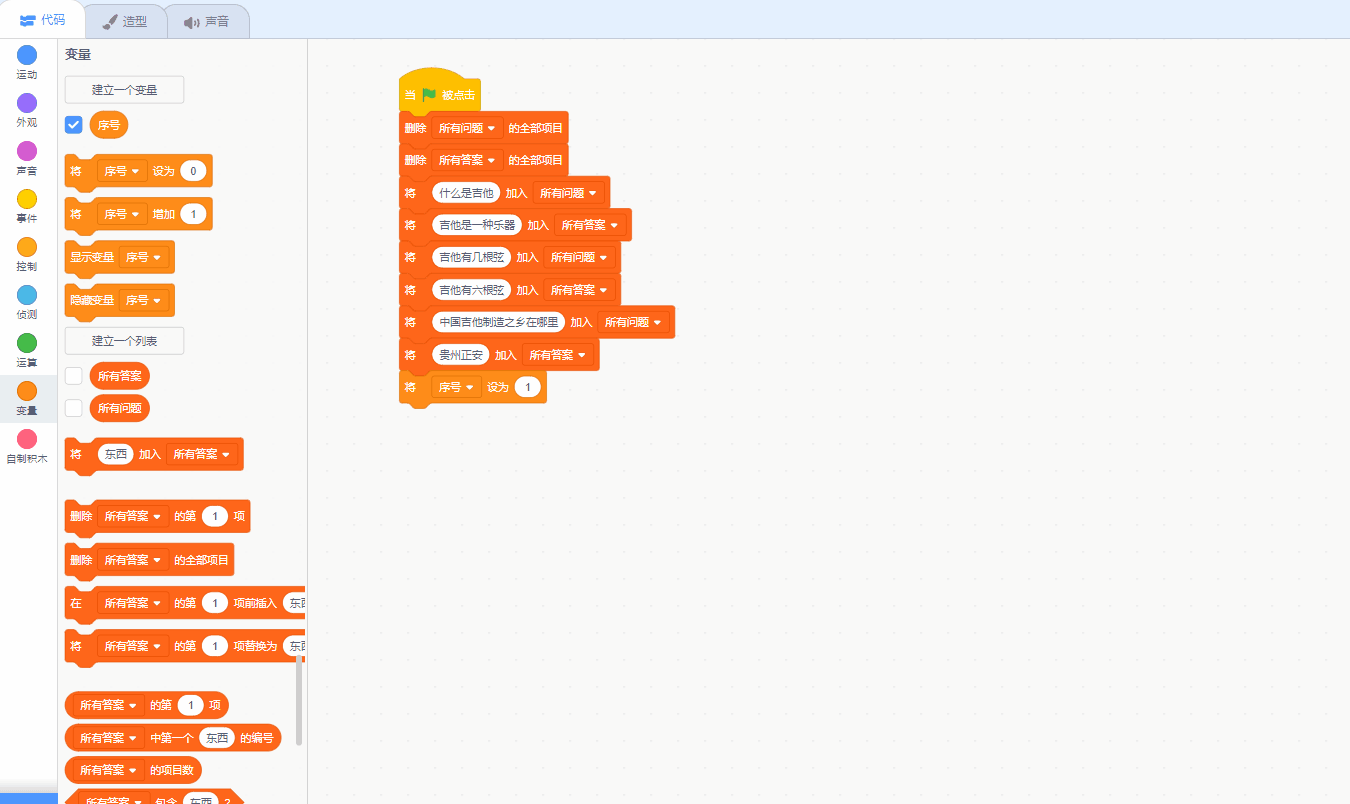 代码 造型 声音
运动
外观
声音
事件
控制
侦测
运算
变量
自制积木
变量
建立一个变量
序号
将 序号 设为 0
将 序号 增加 1
显示变量 序号
隐藏变量 序号
建立一个列表
所有答案
所有问题
将 东西 加入 所有答案
删除 所有答案 的第 1 项
删除 所有答案 的全部项目
在 所有答案 的第 1 项前插入 东西
将 所有答案 的第 1 项替换为 东西
所有答案 的第 1 项
所有答案 中第一个 东西 的编号
所有答案 的项目数
所有答案 包含 东西 ?
当 被点击
删除 所有问题 的全部项目
删除 所有答案 的全部项目
将 什么是吉他 加入 所有问题
将 吉他是一种乐器 加入 所有答案
将 吉他有几根弦 加入 所有问题
将 吉他有六根弦 加入 所有答案
将 中国吉他制造之乡在哪里 加入 所有问题
将 贵州正安 加入 所有答案
将 序号 设为 1